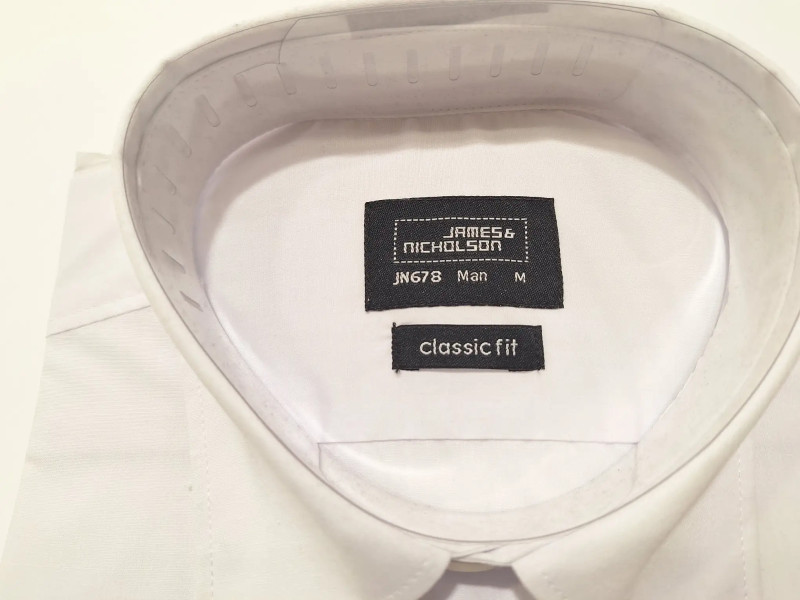 JAMES&
NICHOLSON
JN678 Man M
classic fit